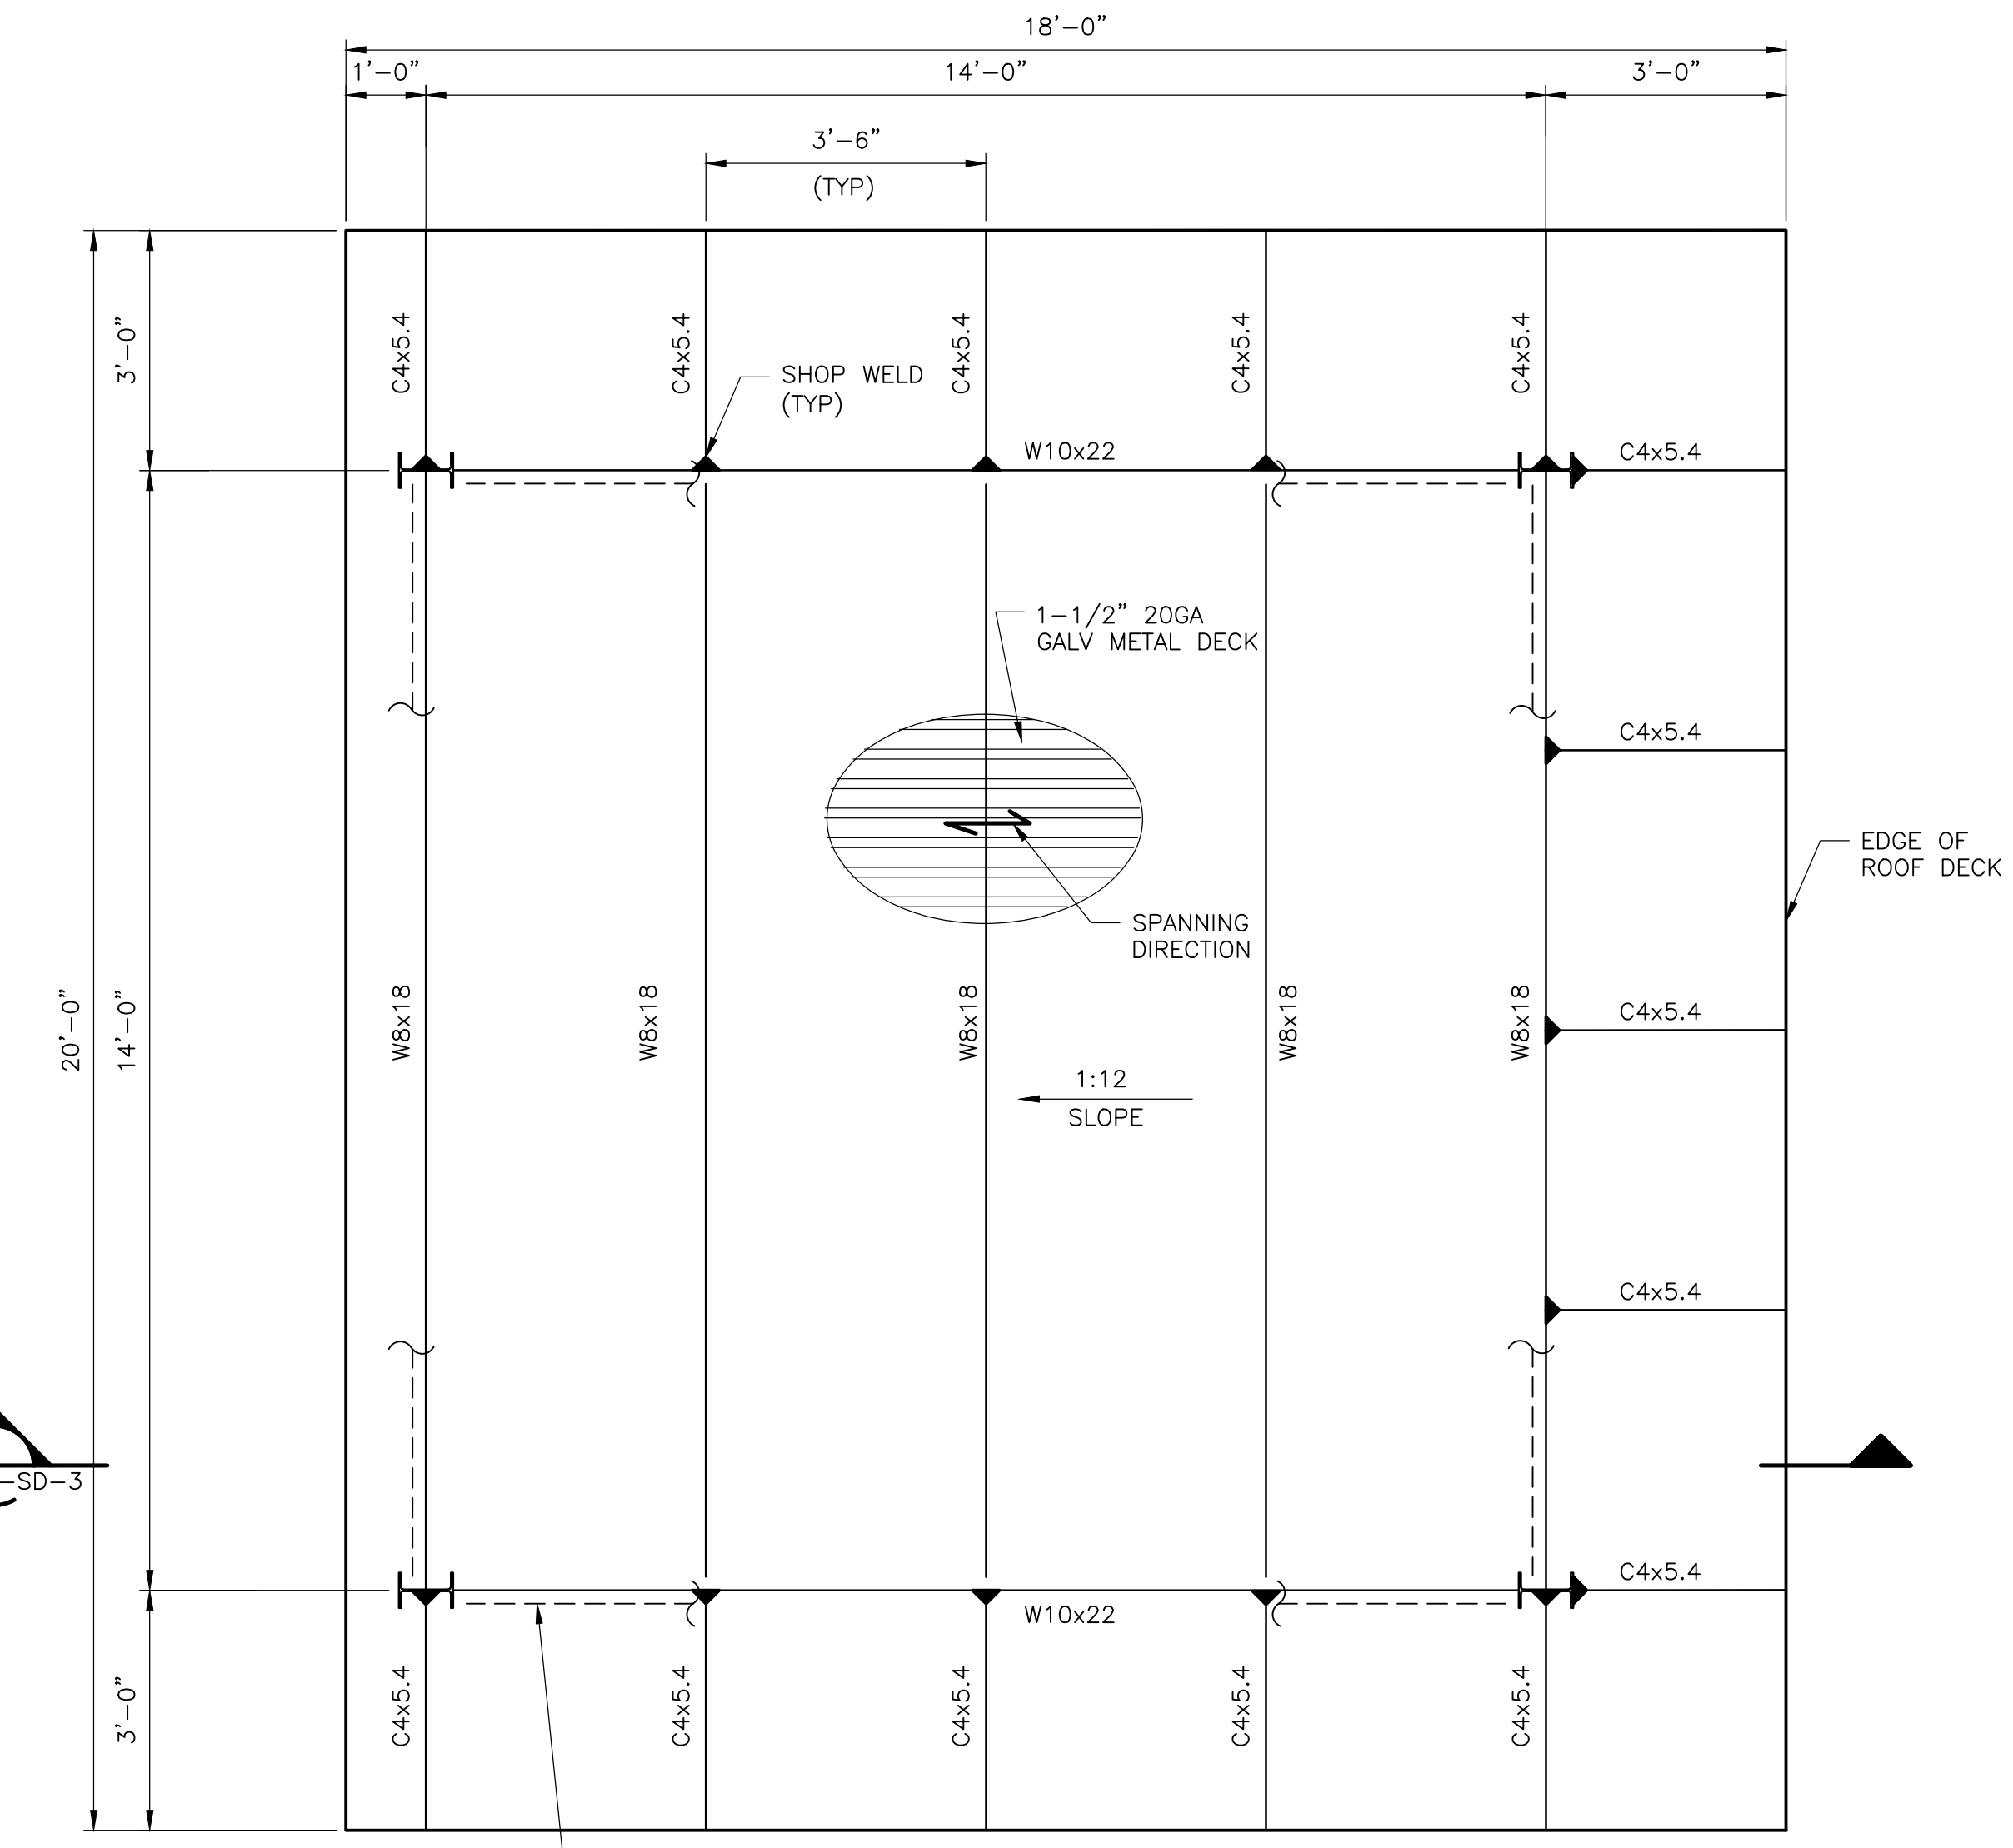 18'-0"
1'-0"
14'-0"
3'-0"
3'-6"
(TYP)
3'-0"
C4x5.4
C4x5.4
C4x5.4
C4x5.4
C4x5.4
SHOP WELD
(TYP)
W10x22
C4x5.4
1-1/2" 20GA
GALV METAL DECK
C4x5.4
EDGE OF
ROOF DECK
SPANNING
DIRECTION
20'-0"
14'-0"
W8x18
W8x18
W8x18
W8x18
W8x18
C4x5.4
1:12
SLOPE
C4x5.4
-SD-3
C4x5.4
W10x22
3'-0"
C4x5.4
C4x5.4
C4x5.4
C4x5.4
C4x5.4